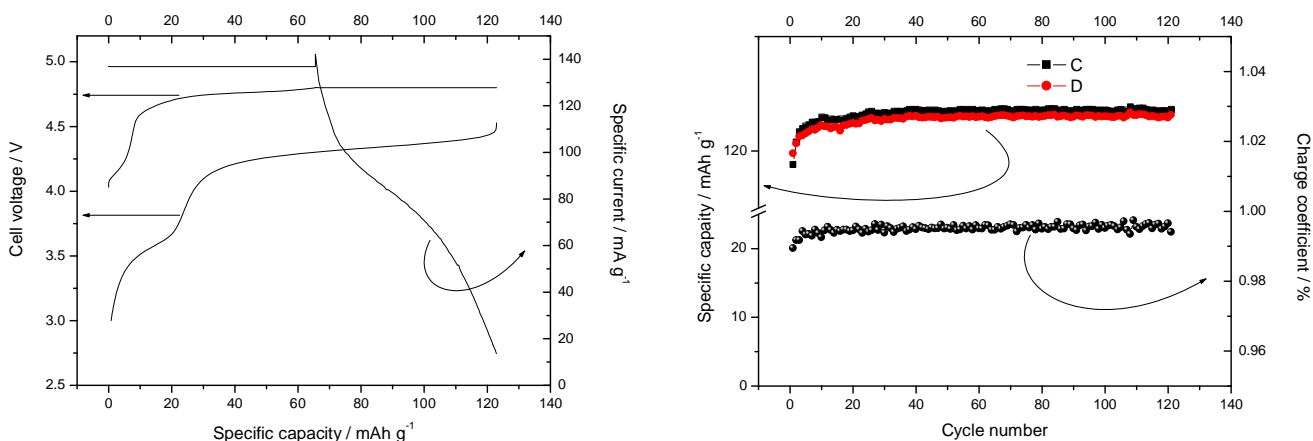 0 20 40 60 80 100 120 140
5.0
4.5
4.0
3.5
3.0
2.5
Cell voltage / V
140
120
100
80
60
40
20
0
Specific current / mA g-1
0 20 40 60 80 100 120 140
Specific capacity / mAh g-1
0 20 40 60 80 100 120 140
C
D
120
20
10
0
Specific capacity / mAh g-1
1.04
1.02
1.00
0.98
0.96
Charge coefficient / %
0 20 40 60 80 100 120 140
Cycle number